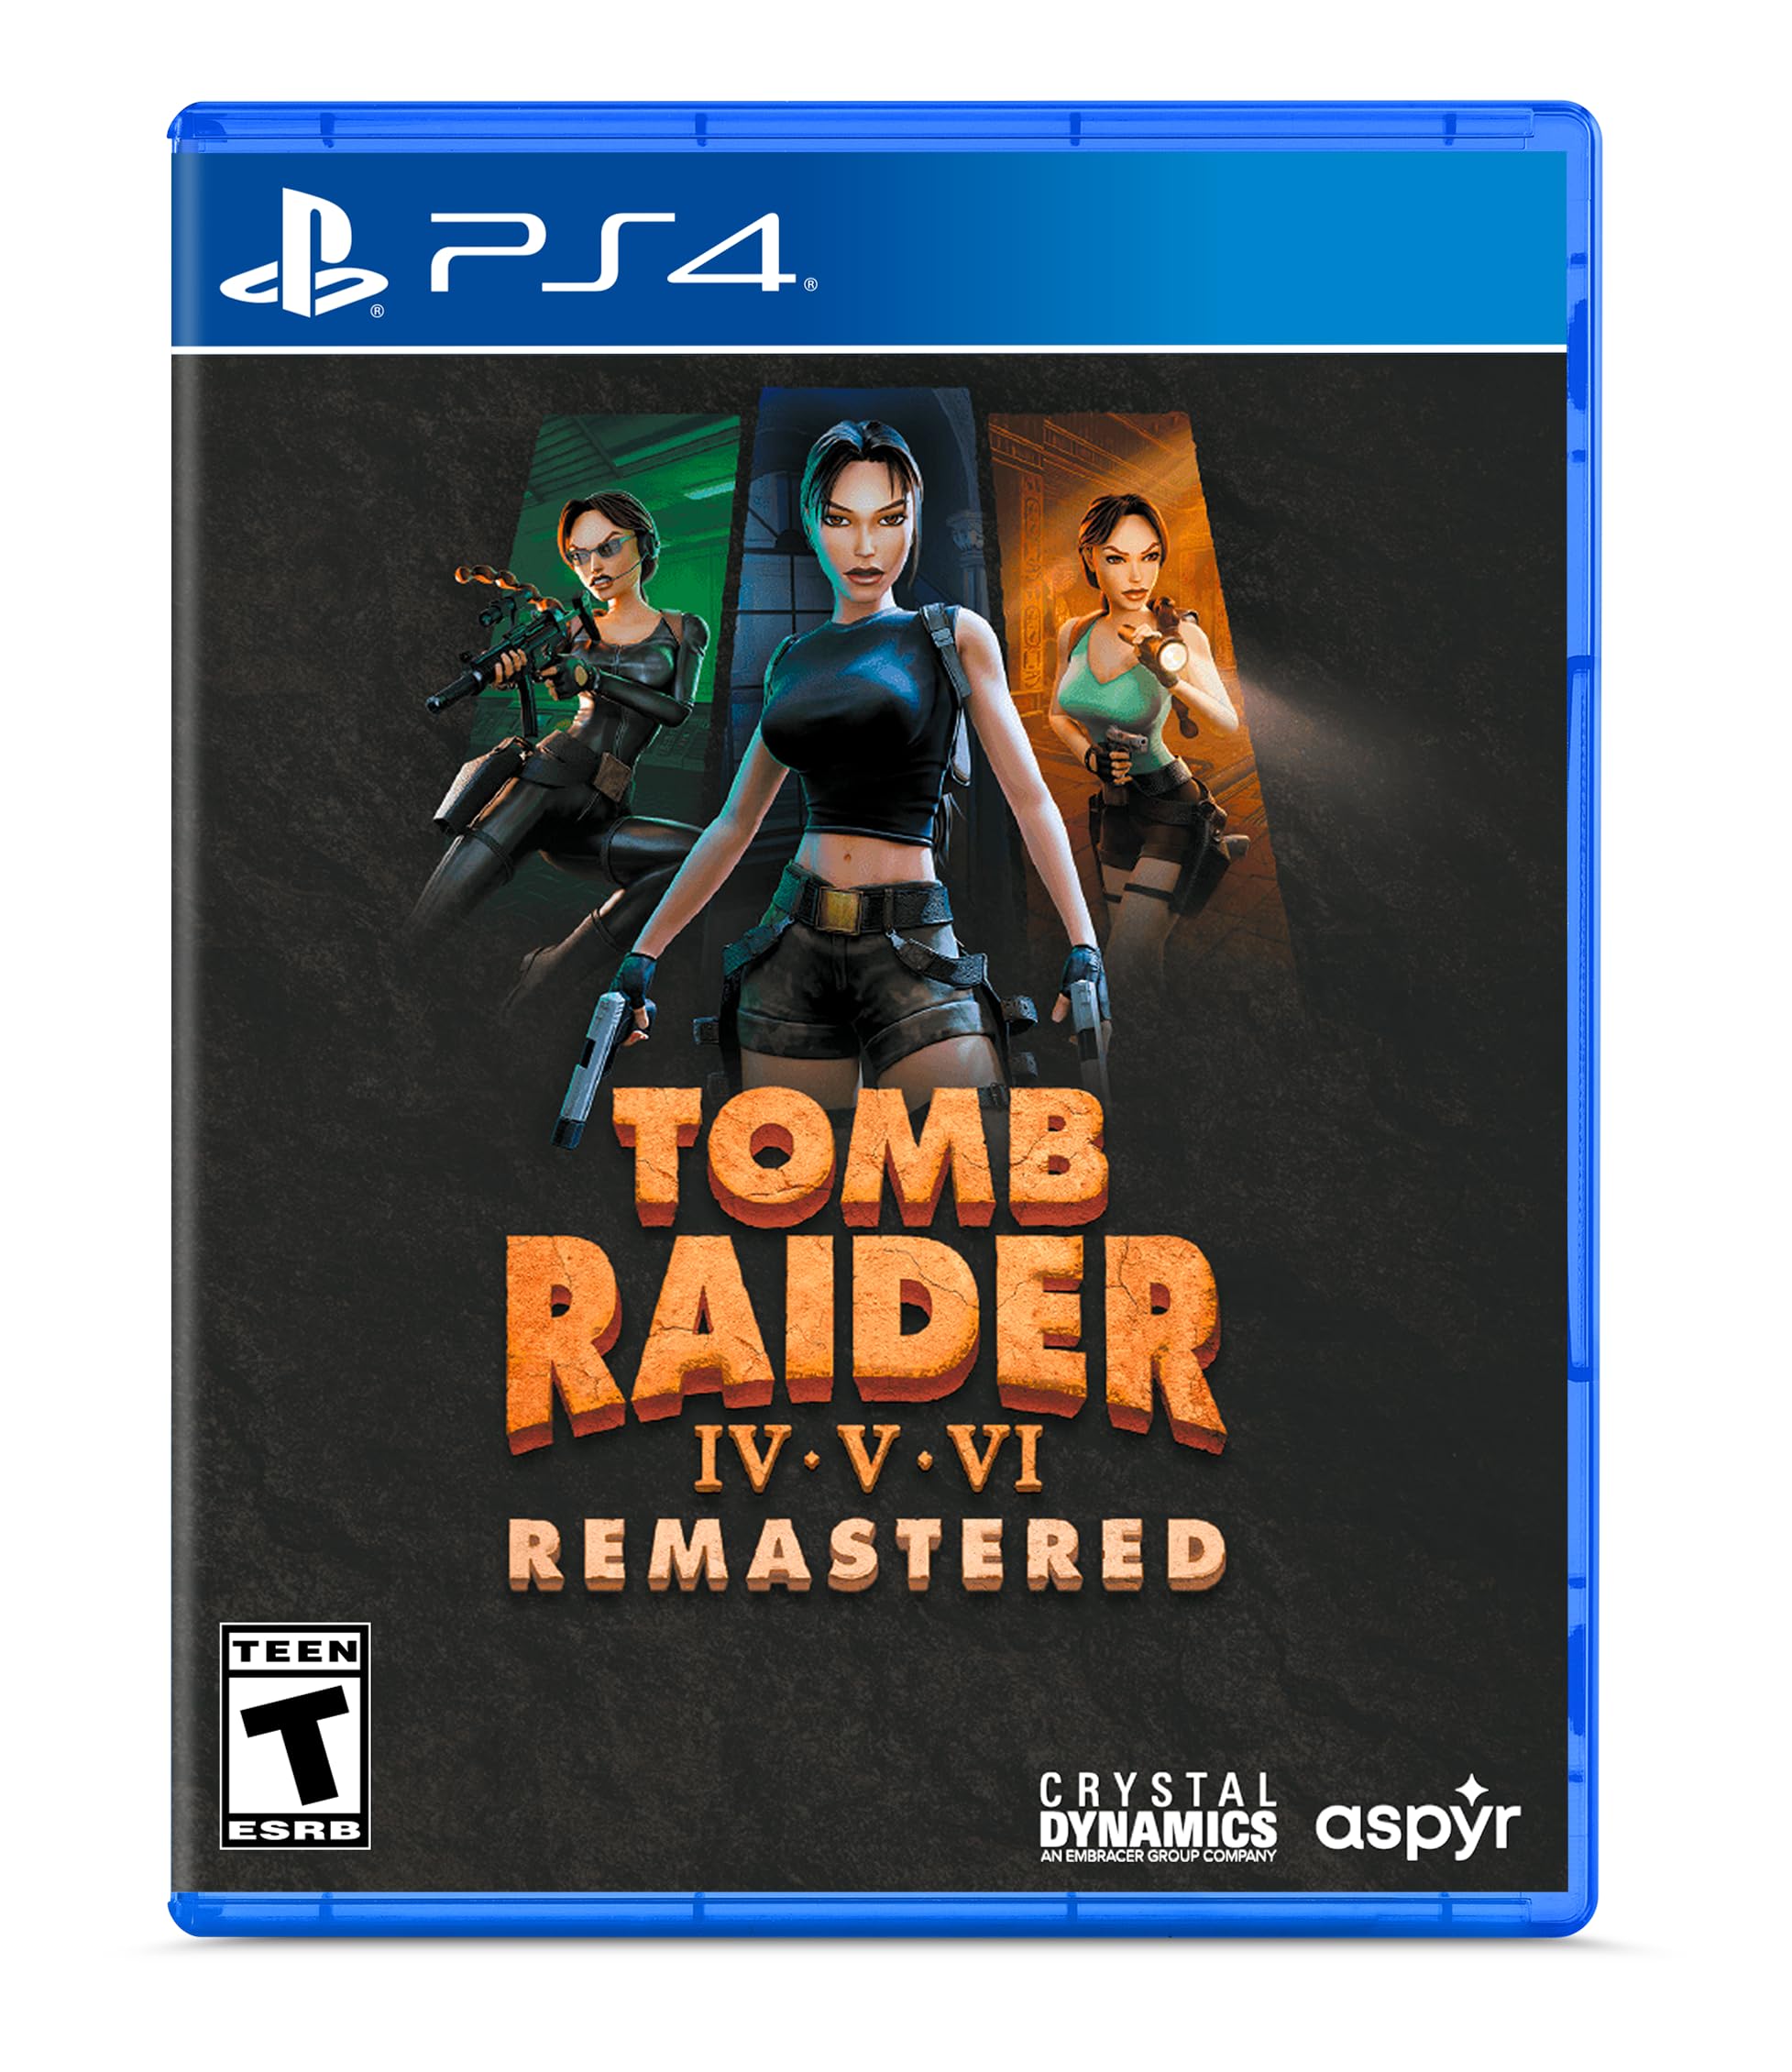 PS4®
®
TOMB
RAIDER
IV · V · VI
REMASTERED
TEEN
T
ESRB
CRYSTAL
DYNAMICS
AN EMBRACER GROUP COMPANY
aspyr